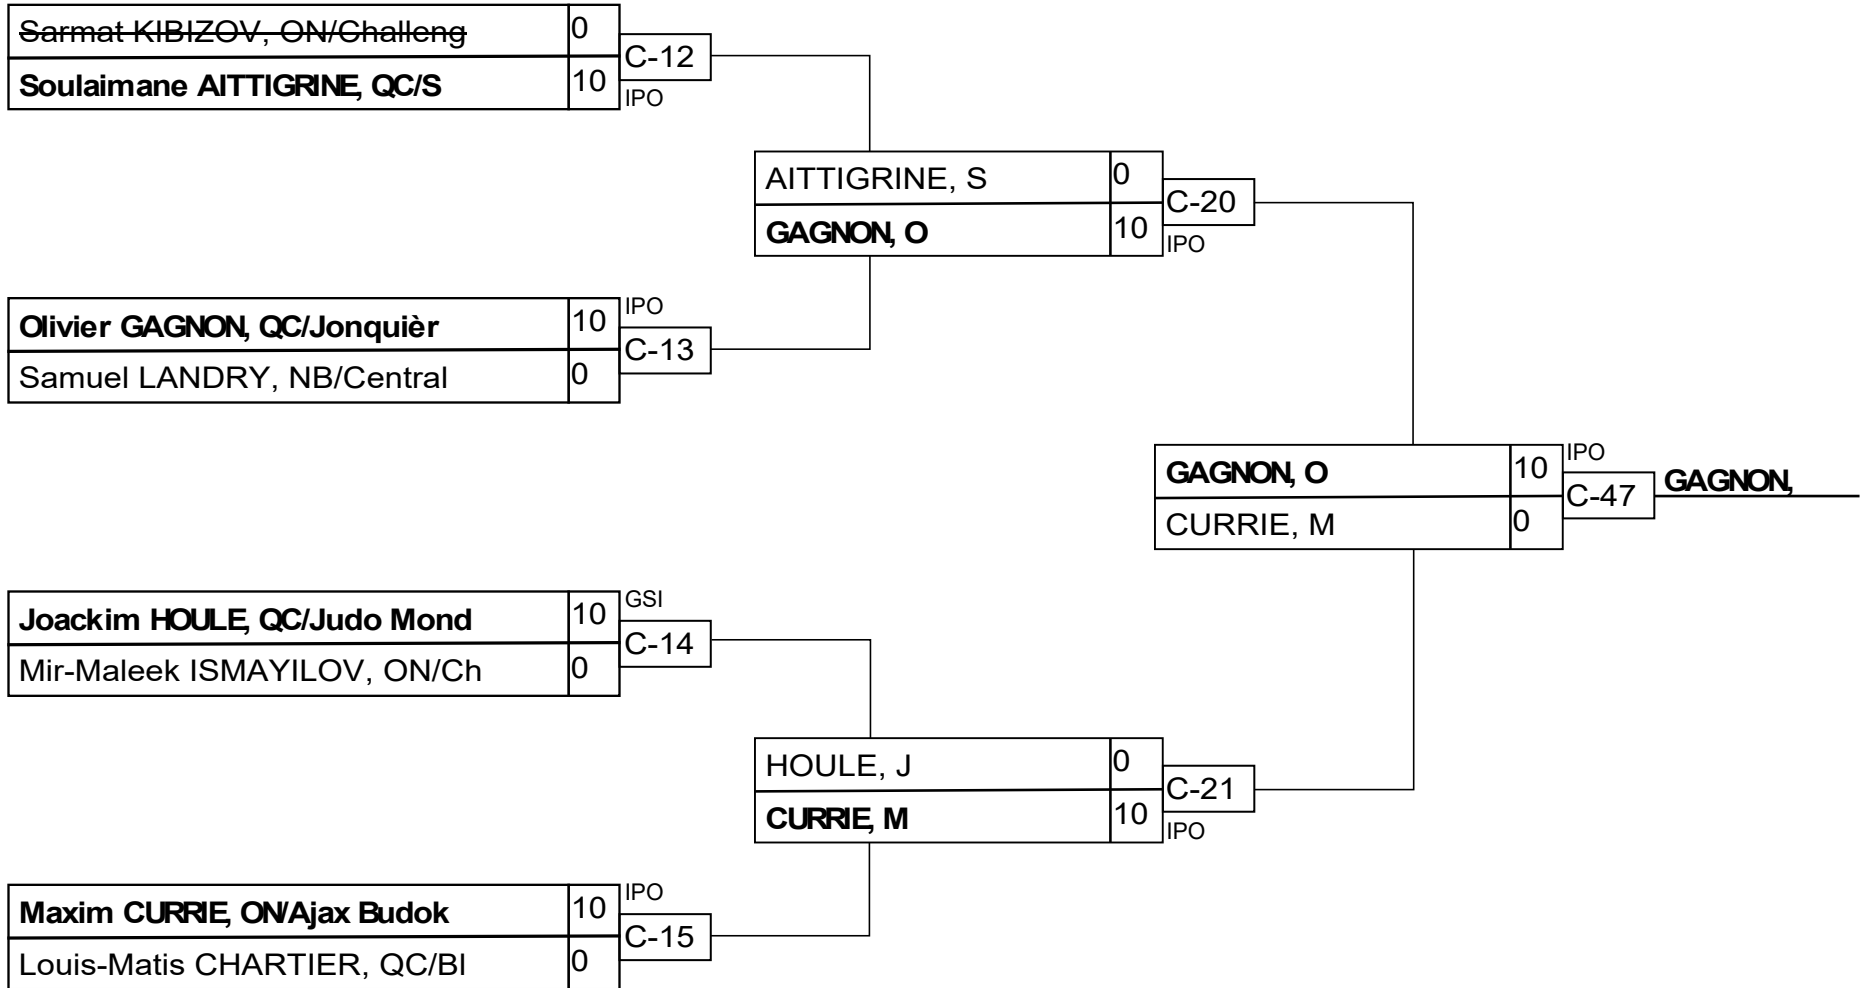 Sarmat KIBIZOV, ON/Challeng 0
C-12
Soulaimane AITTIGRINE, QC/S 10
IPO
AITTIGRINE, S 0
C-20
GAGNON, O 10
IPO
Olivier GAGNON, QC/Jonquièr 10 IPO
C-13
Samuel LANDRY, NB/Central 0
GAGNON, O 10 IPO
C-47 GAGNON,
CURRIE, M 0
Joackim HOULE, QC/Judo Mond 10 GSI
C-14
Mir-Maleek ISMAYILOV, ON/Ch 0
HOULE, J 0
C-21
CURRIE, M 10
IPO
Maxim CURRIE, ON/Ajax Budok 10 IPO
C-15
Louis-Matis CHARTIER, QC/Bl 0